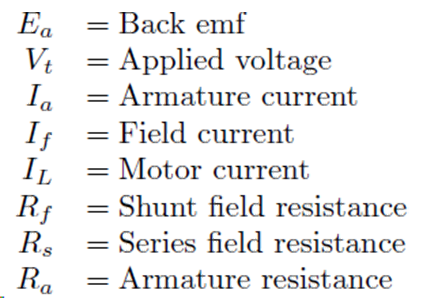 E_a = Back emf
V_t = Applied voltage
I_a = Armature current
I_f = Field current
I_L = Motor current
R_f = Shunt field resistance
R_s = Series field resistance
R_a = Armature resistance